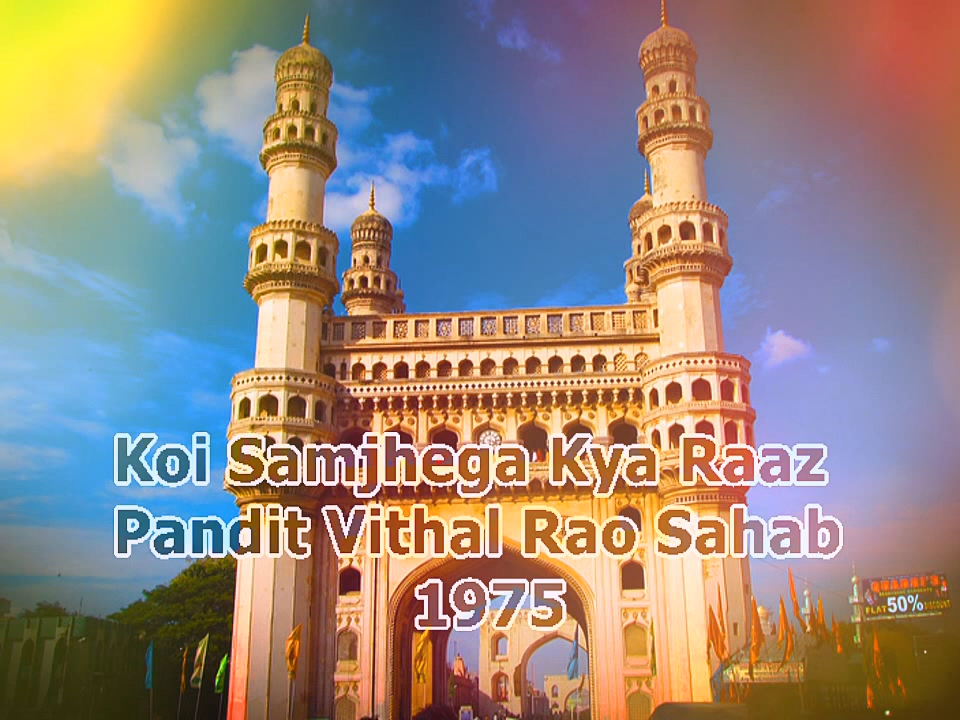 Koi Samjhega Kya Raaz
Pandit Vithal Rao Sahab
1975
FLAT 50% DISCOUNT